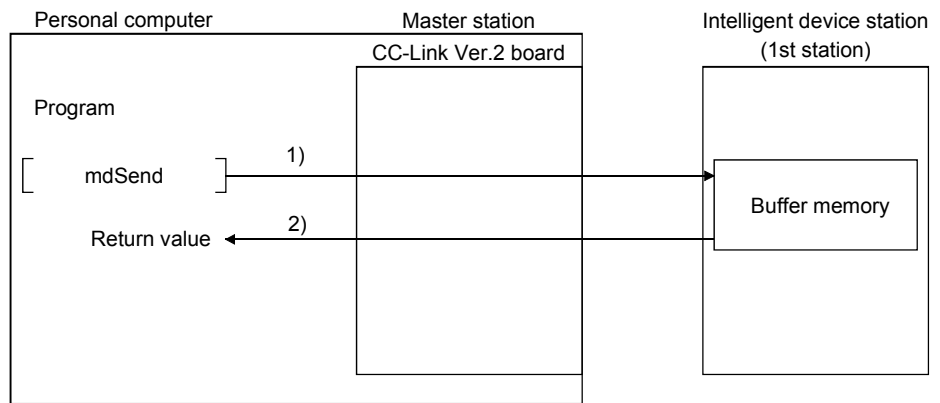 Personal computer
Master station
Intelligent device station
(1st station)
CC-Link Ver.2 board
Program
1)
mdSend
Buffer memory
2)
Return value